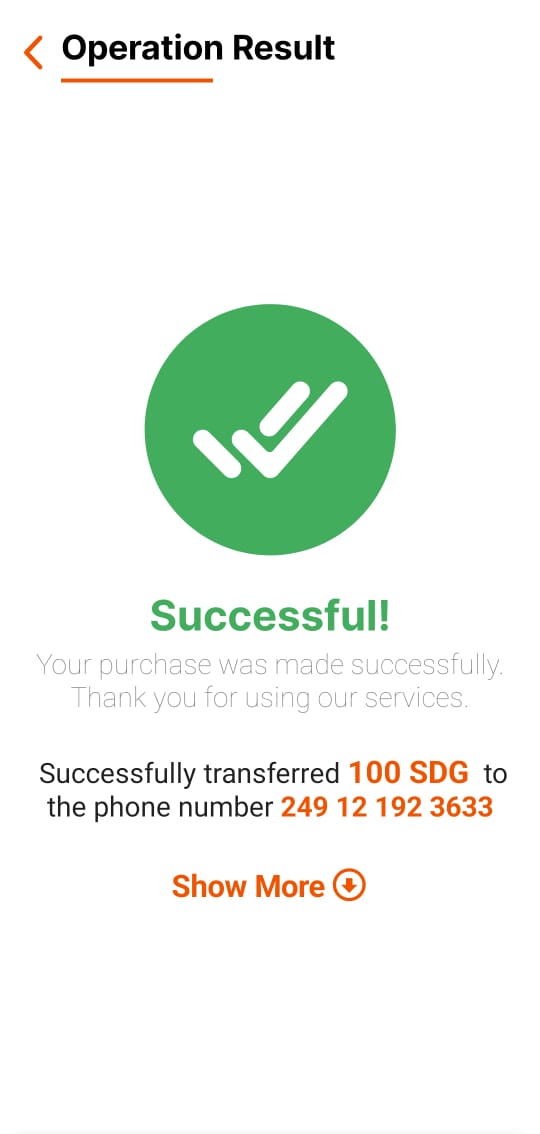 Operation Result
Successful!
Your purchase was made successfully.
Thank you for using our services.
Successfully transferred 100 SDG to
the phone number 249 12 192 3633
Show More